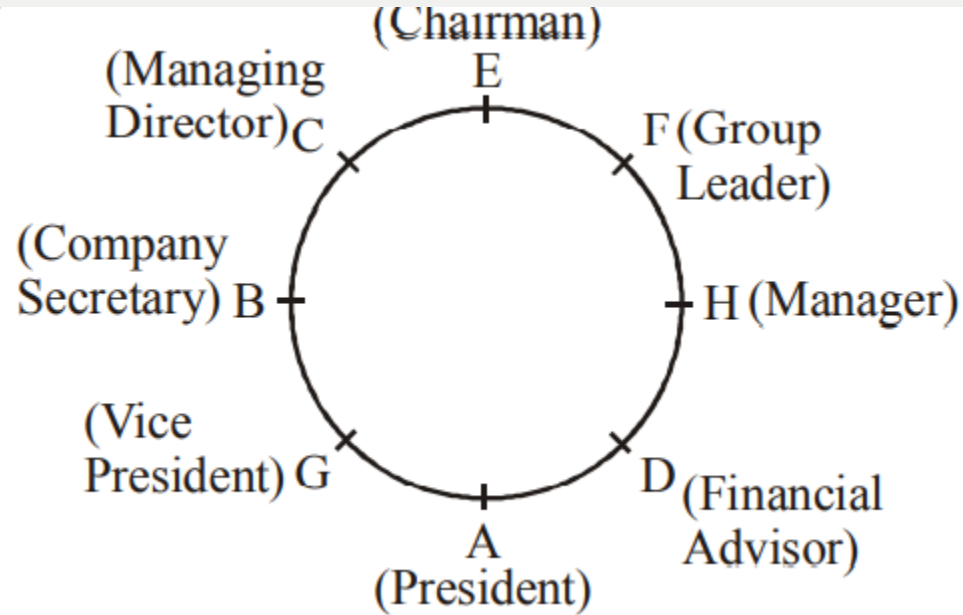 (Chairman)
E
(Managing
Director) C
F (Group
Leader)
(Company
Secretary) B
H (Manager)
(Vice
President) G
D (Financial
Advisor)
A
(President)